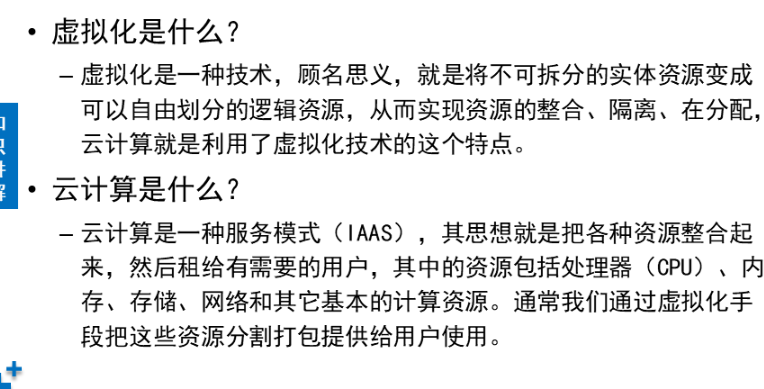 • 虚拟化是什么？
– 虚拟化是一种技术，顾名思义，就是将不可拆分的实体资源变成
可以自由划分的逻辑资源，从而实现资源的整合、隔离、在分配，
云计算就是利用了虚拟化技术的这个特点。
• 云计算是什么？
– 云计算是一种服务模式（IAAS），其思想就是把各种资源整合起
来，然后租给有需要的用户，其中的资源包括处理器（CPU）、内
存、存储、网络和其它基本的计算资源。通常我们通过虚拟化手
段把这些资源分割打包提供给用户使用。